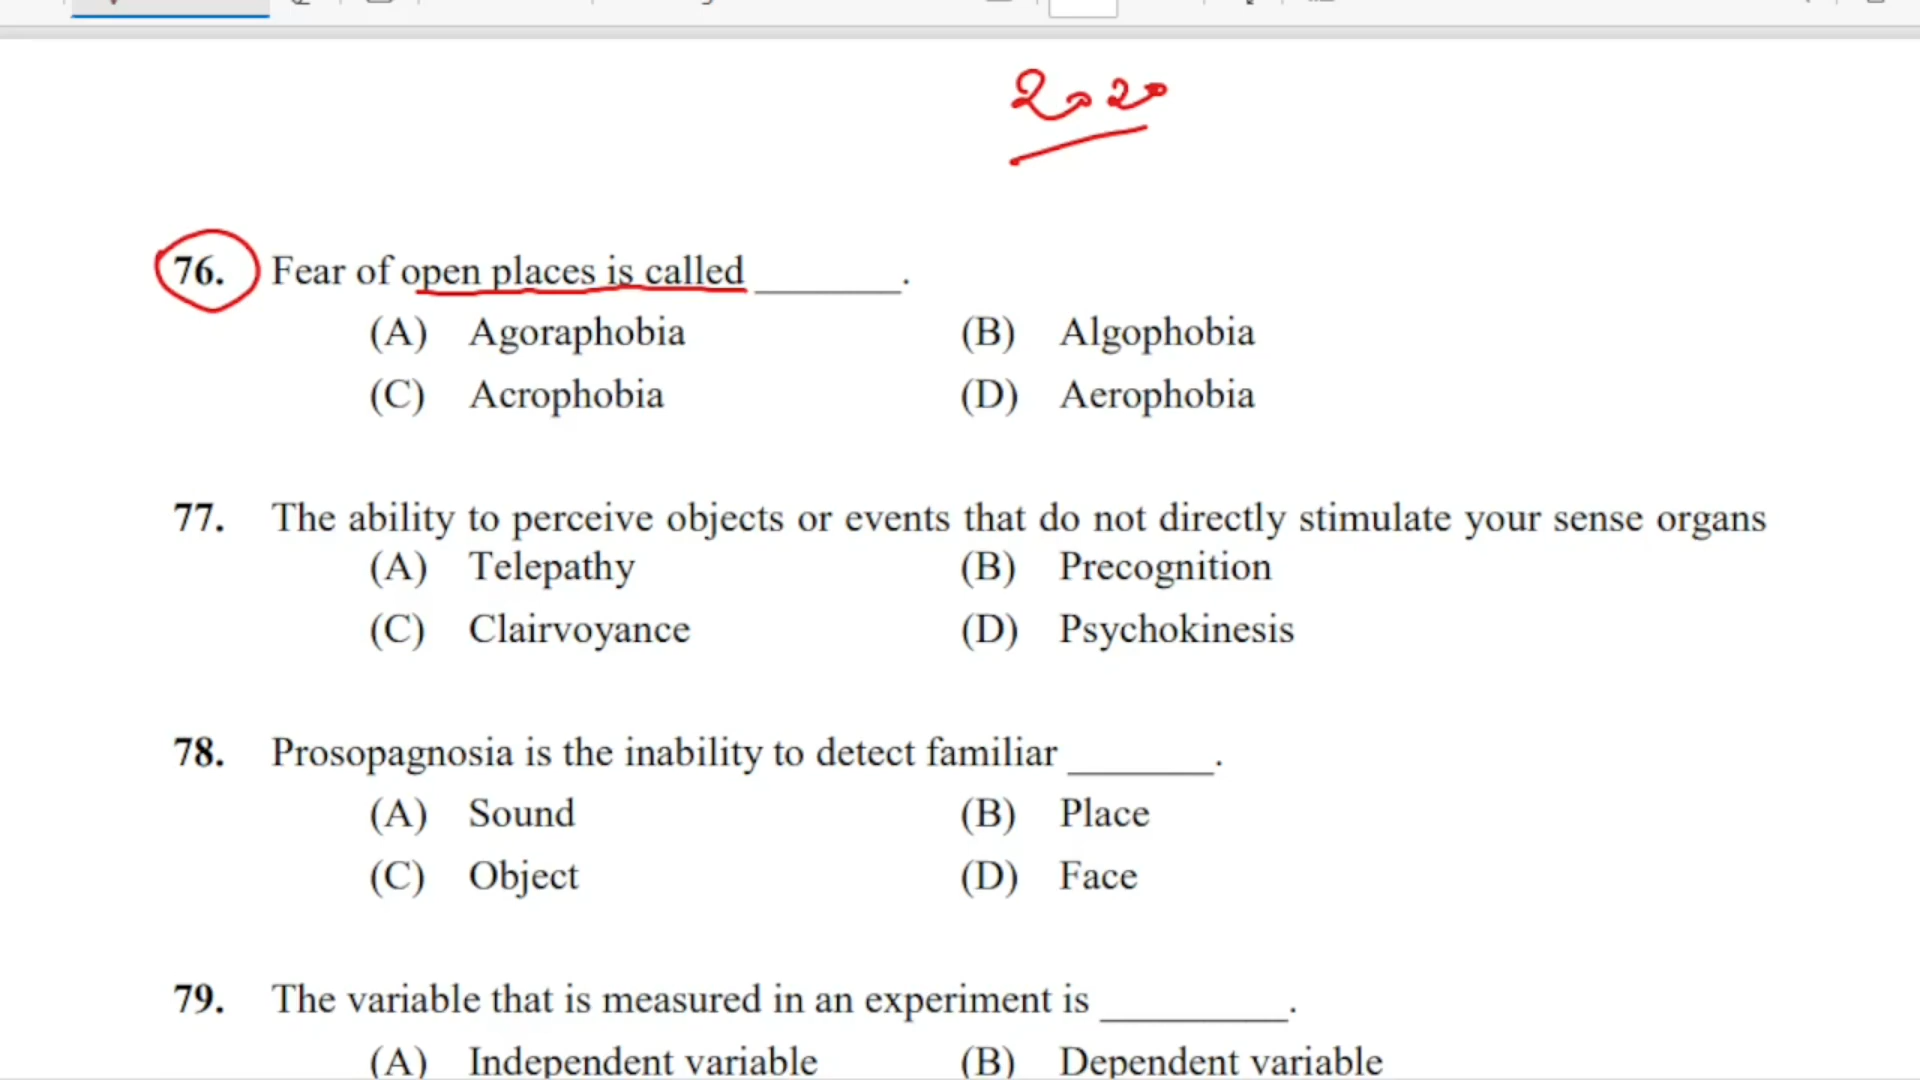 2020
76. Fear of open places is called ________.
(A) Agoraphobia (B) Algophobia
(C) Acrophobia (D) Aerophobia
77. The ability to perceive objects or events that do not directly stimulate your sense organs
(A) Telepathy (B) Precognition
(C) Clairvoyance (D) Psychokinesis
78. Prosopagnosia is the inability to detect familiar ________.
(A) Sound (B) Place
(C) Object (D) Face
79. The variable that is measured in an experiment is __________.
(A) Independent variable (B) Dependent variable